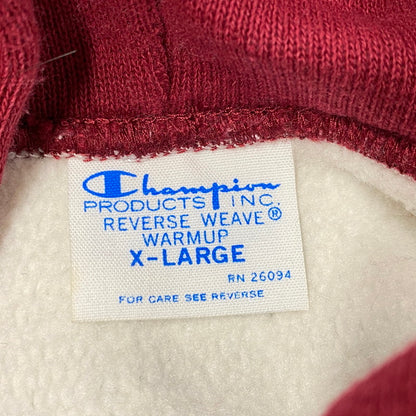 Champion
PRODUCTS INC.
REVERSE WEAVE®
WARMUP
X-LARGE
RN 26094
FOR CARE SEE REVERSE